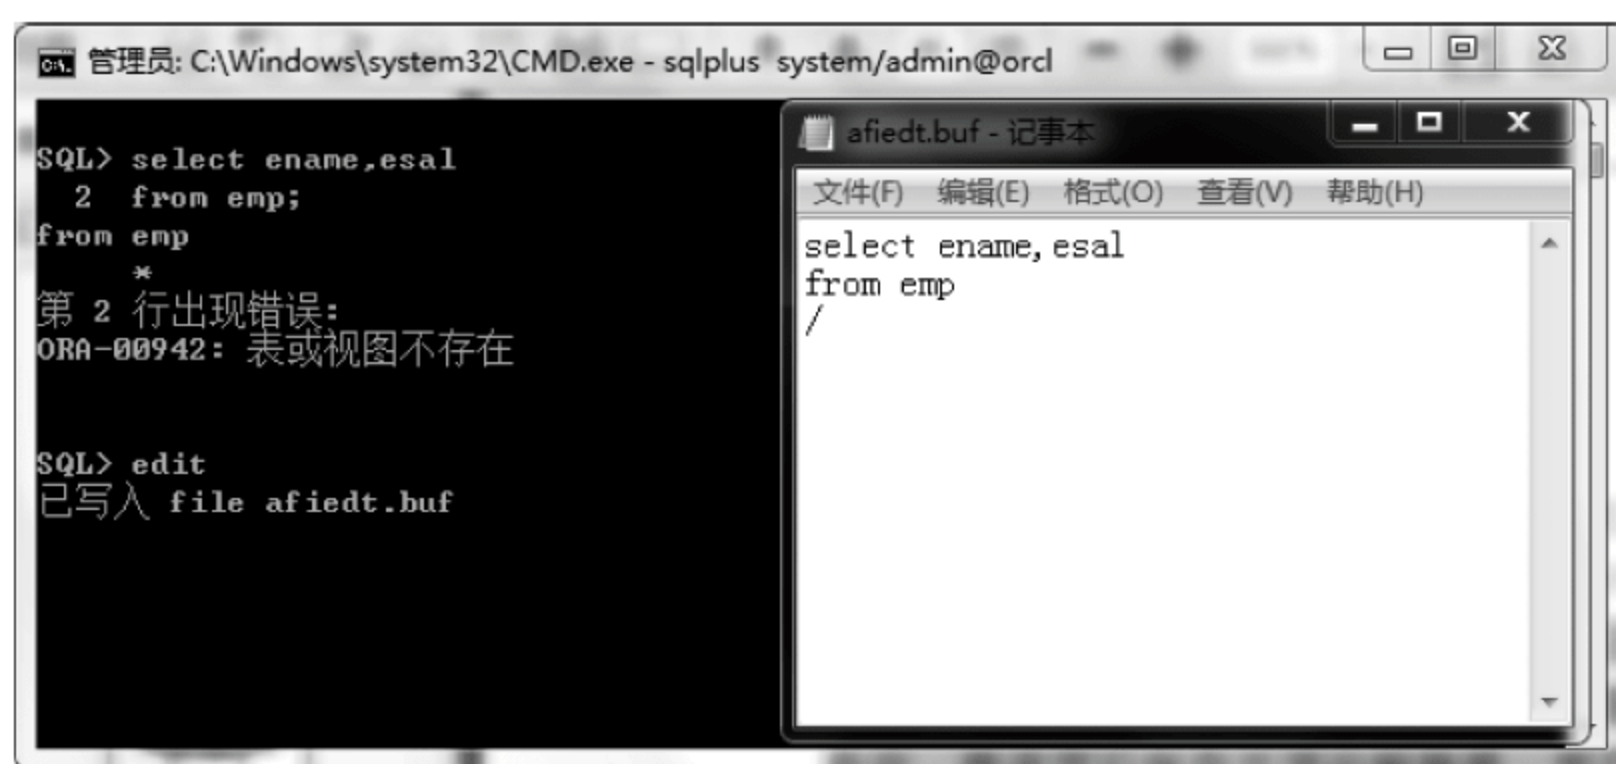 管理员: C:\Windows\system32\CMD.exe - sqlplus  system/admin@orcl
SQL> select ename,esal
  2  from emp;
from emp
     *
第 2 行出现错误:
ORA-00942: 表或视图不存在
SQL> edit
已写入 file afiedt.buf
afiedt.buf - 记事本
文件(F) 编辑(E) 格式(O) 查看(V) 帮助(H)
select ename,esal
from emp
/